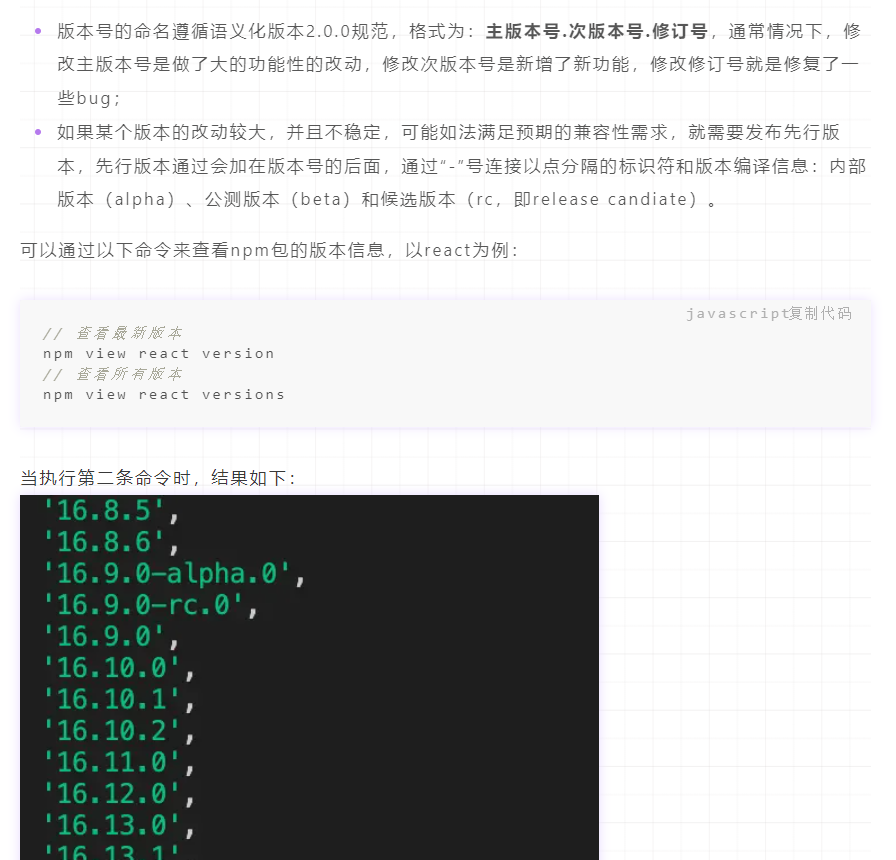 版本号的命名遵循语义化版本2.0.0规范，格式为：主版本号.次版本号.修订号，通常情况下，修
改主版本号是做了大的功能性的改动，修改次版本号是新增了新功能，修改修订号就是修复了一
些bug；
如果某个版本的改动较大，并且不稳定，可能如法满足预期的兼容性需求，就需要发布先行版
本，先行版本通过会加在版本号的后面，通过“-”号连接以点分隔的标识符和版本编译信息：内部
版本（alpha）、公测版本（beta）和候选版本（rc，即release candiate）。
可以通过以下命令来查看npm包的版本信息，以react为例：
javascript复制代码
// 查看最新版本
npm view react version
// 查看所有版本
npm view react versions
当执行第二条命令时，结果如下：
'16.8.5',
'16.8.6',
'16.9.0-alpha.0',
'16.9.0-rc.0',
'16.9.0',
'16.10.0',
'16.10.1',
'16.10.2',
'16.11.0',
'16.12.0',
'16.13.0',
'16.13.1'